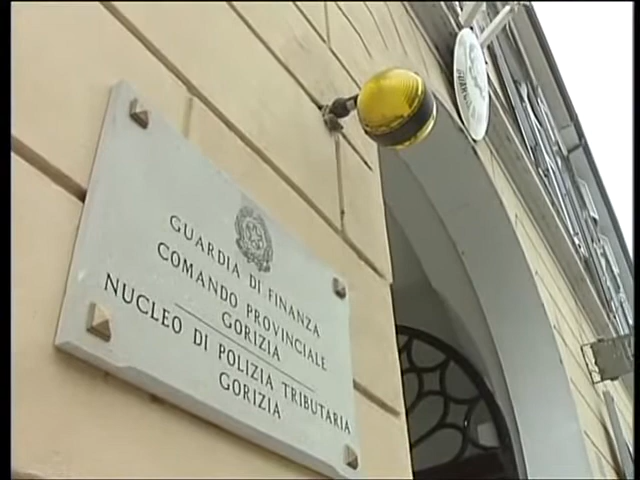 GUARDIA DI FINANZA
COMANDO PROVINCIALE
GORIZIA
NUCLEO DI POLIZIA TRIBUTARIA
GORIZIA